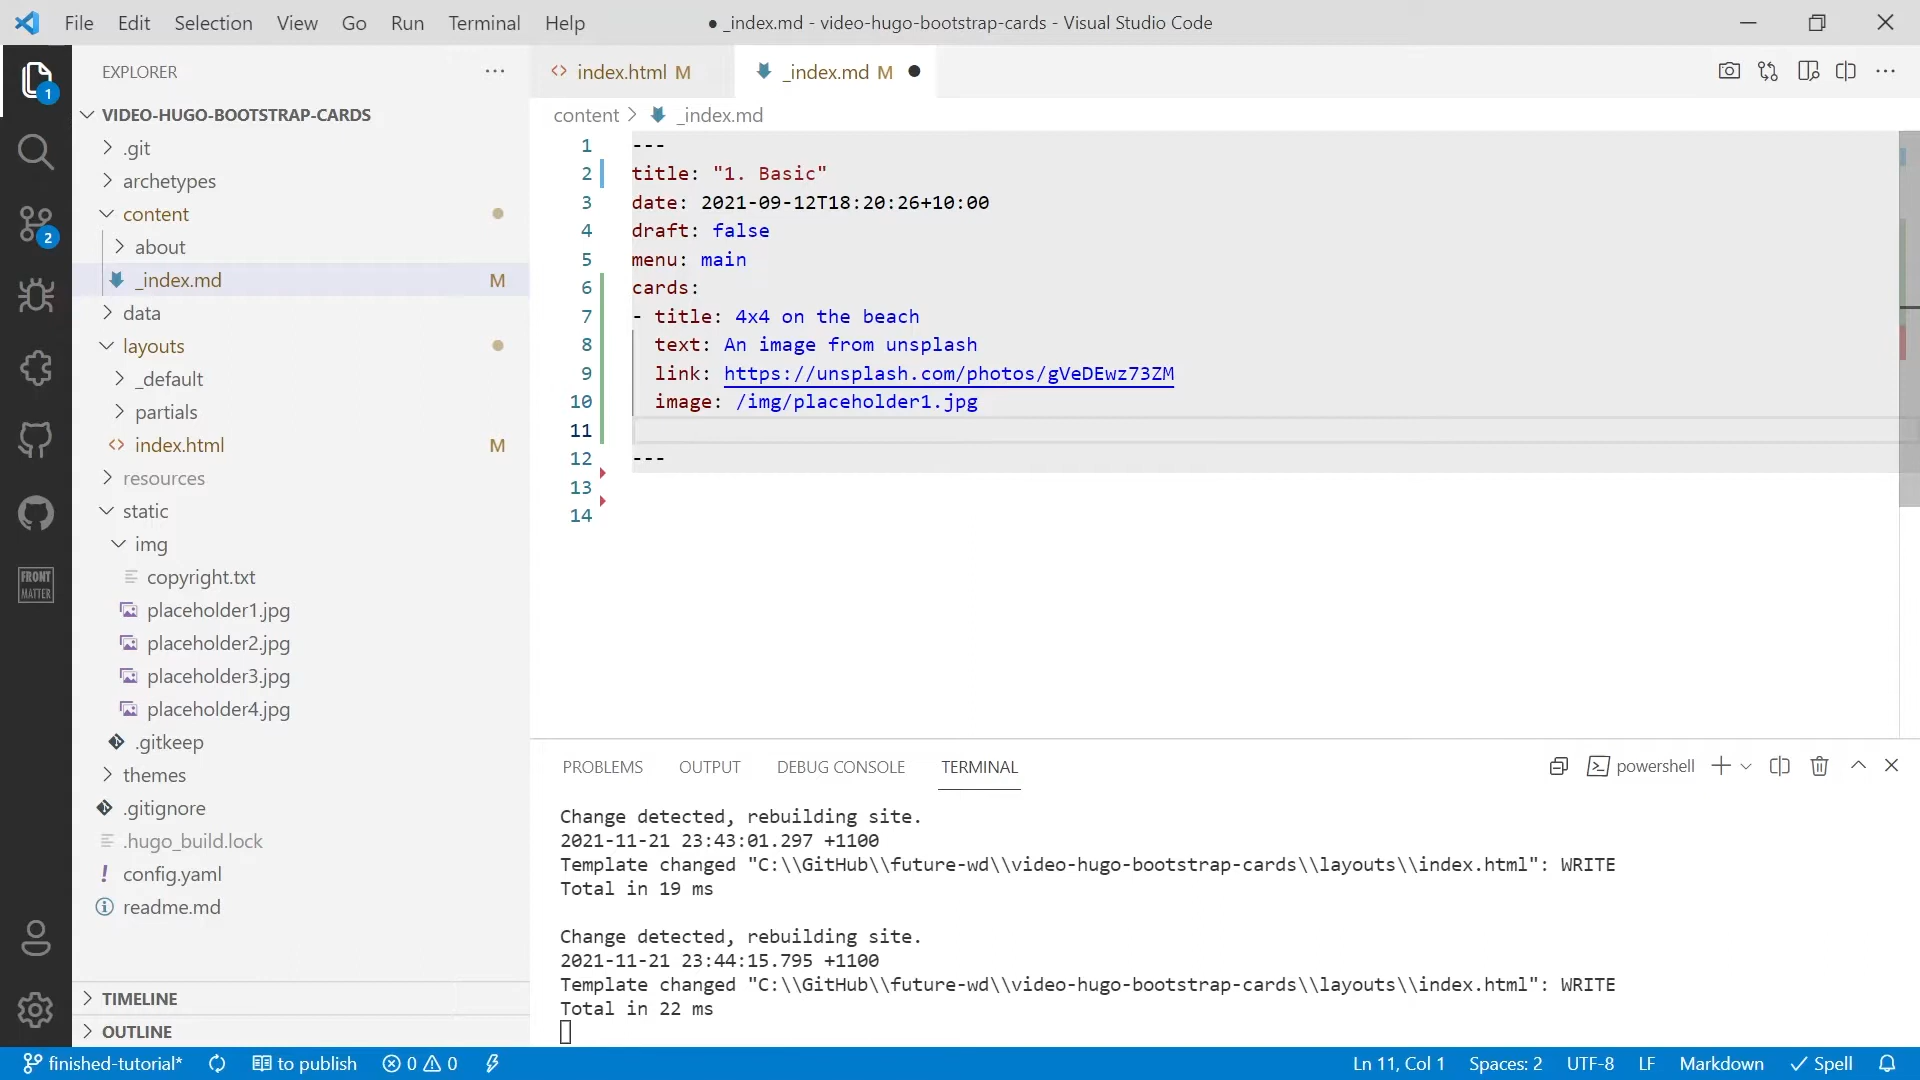 File Edit Selection View Go Run Terminal Help ● _index.md - video-hugo-bootstrap-cards - Visual Studio Code
EXPLORER
VIDEO-HUGO-BOOTSTRAP-CARDS
.git
archetypes
content
about
_index.md M
data
layouts
_default
partials
index.html M
resources
static
img
copyright.txt
placeholder1.jpg
placeholder2.jpg
placeholder3.jpg
placeholder4.jpg
.gitkeep
themes
.gitignore
.hugo_build.lock
config.yaml
readme.md
TIMELINE
OUTLINE
1
2
FRONT
MATTER
index.html M _index.md M
content > _index.md
1 ---
2 title: "1. Basic"
3 date: 2021-09-12T18:20:26+10:00
4 draft: false
5 menu: main
6 cards:
7 - title: 4x4 on the beach
8 text: An image from unsplash
9 link: https://unsplash.com/photos/gVeDEwz73ZM
10 image: /img/placeholder1.jpg
11
12 ---
13
14
PROBLEMS OUTPUT DEBUG CONSOLE TERMINAL powershell
Change detected, rebuilding site.
2021-11-21 23:43:01.297 +1100
Template changed "C:\\GitHub\\future-wd\\video-hugo-bootstrap-cards\\layouts\\index.html": WRITE
Total in 19 ms
Change detected, rebuilding site.
2021-11-21 23:44:15.795 +1100
Template changed "C:\\GitHub\\future-wd\\video-hugo-bootstrap-cards\\layouts\\index.html": WRITE
Total in 22 ms
finished-tutorial* to publish 0 0 Ln 11, Col 1 Spaces: 2 UTF-8 LF Markdown Spell